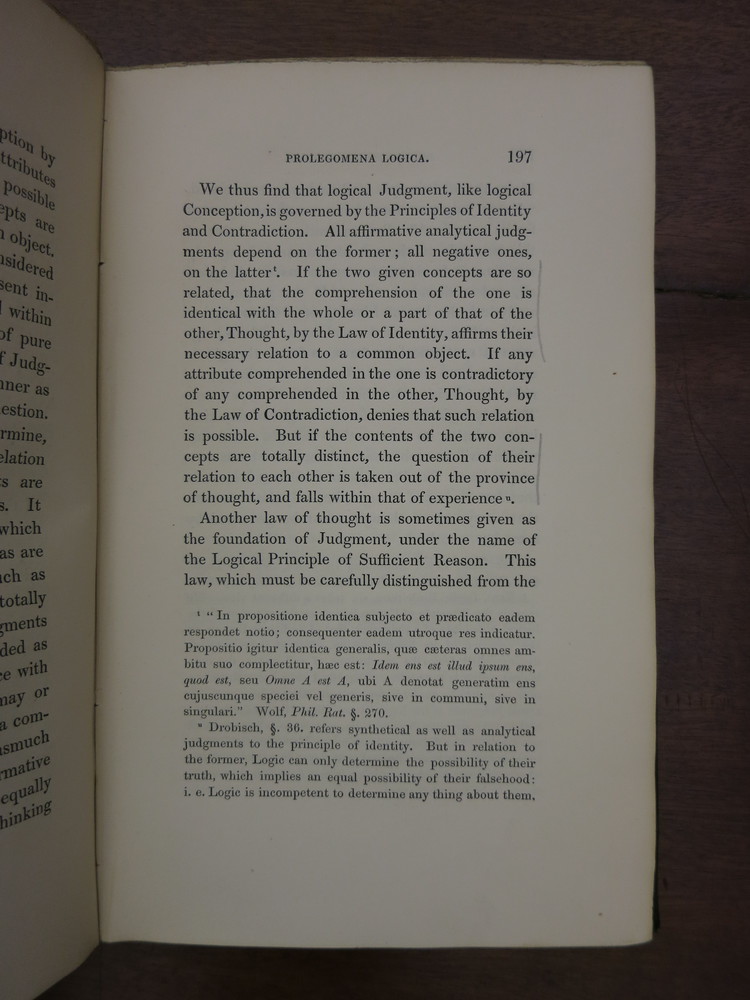 ption by
ttributes
possible
epts are
object.
nsidered
sent in-
within
of pure
f Judg-
nner as
estion.
rmine,
elation
s are
s. It
which
as are
ch as
totally
gments
ded as
ce with
may or
a com-
asmuch
rmative
equally
hinking
PROLEGOMENA LOGICA. 197
We thus find that logical Judgment, like logical
Conception, is governed by the Principles of Identity
and Contradiction. All affirmative analytical judg-
ments depend on the former; all negative ones,
on the latter t. If the two given concepts are so
related, that the comprehension of the one is
identical with the whole or a part of that of the
other, Thought, by the Law of Identity, affirms their
necessary relation to a common object. If any
attribute comprehended in the one is contradictory
of any comprehended in the other, Thought, by
the Law of Contradiction, denies that such relation
is possible. But if the contents of the two con-
cepts are totally distinct, the question of their
relation to each other is taken out of the province
of thought, and falls within that of experience u.
Another law of thought is sometimes given as
the foundation of Judgment, under the name of
the Logical Principle of Sufficient Reason. This
law, which must be carefully distinguished from the
t "In propositione identica subjecto et prædicato eadem
respondet notio; consequenter eadem utroque res indicatur.
Propositio igitur identica generalis, quæ cæteras omnes am-
bitu suo complectitur, hæc est: Idem ens est illud ipsum ens,
quod est, seu Omne A est A, ubi A denotat generatim ens
cujuscunque speciei vel generis, sive in communi, sive in
singulari." Wolf, Phil. Rat. §. 270.
u Drobisch, §. 36. refers synthetical as well as analytical
judgments to the principle of identity. But in relation to
the former, Logic can only determine the possibility of their
truth, which implies an equal possibility of their falsehood:
i. e. Logic is incompetent to determine any thing about them.